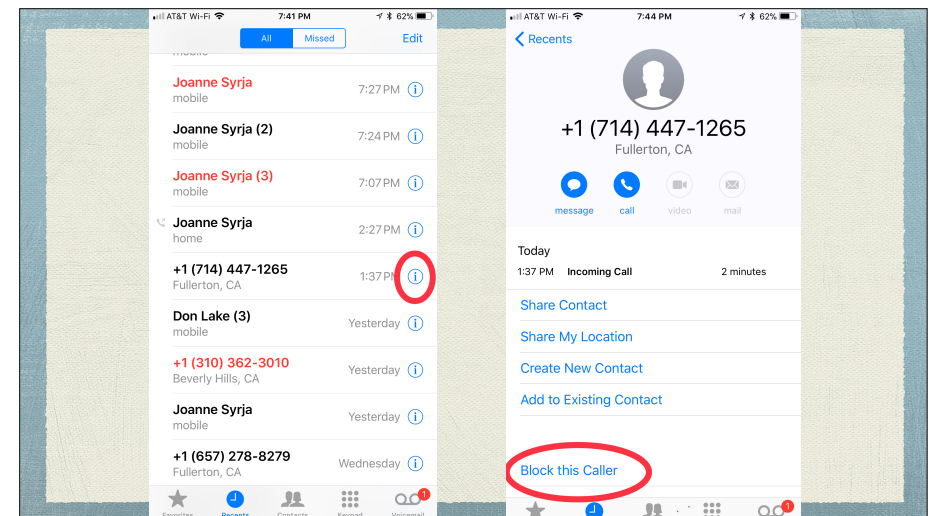 AT&T Wi-Fi 7:41 PM 62%
All Missed Edit
mobile
Joanne Syrja
mobile 7:27 PM
Joanne Syrja (2)
mobile 7:24 PM
Joanne Syrja (3)
mobile 7:07 PM
Joanne Syrja
home 2:27 PM
+1 (714) 447-1265
Fullerton, CA 1:37 PM
Don Lake (3)
mobile Yesterday
+1 (310) 362-3010
Beverly Hills, CA Yesterday
Joanne Syrja
mobile Yesterday
+1 (657) 278-8279
Fullerton, CA Wednesday
1
Favorites Recents Contacts Keypad Voicemail
AT&T Wi-Fi 7:44 PM 62%
Recents
+1 (714) 447-1265
Fullerton, CA
message call video mail
Today
1:37 PM Incoming Call 2 minutes
Share Contact
Share My Location
Create New Contact
Add to Existing Contact
Block this Caller
1